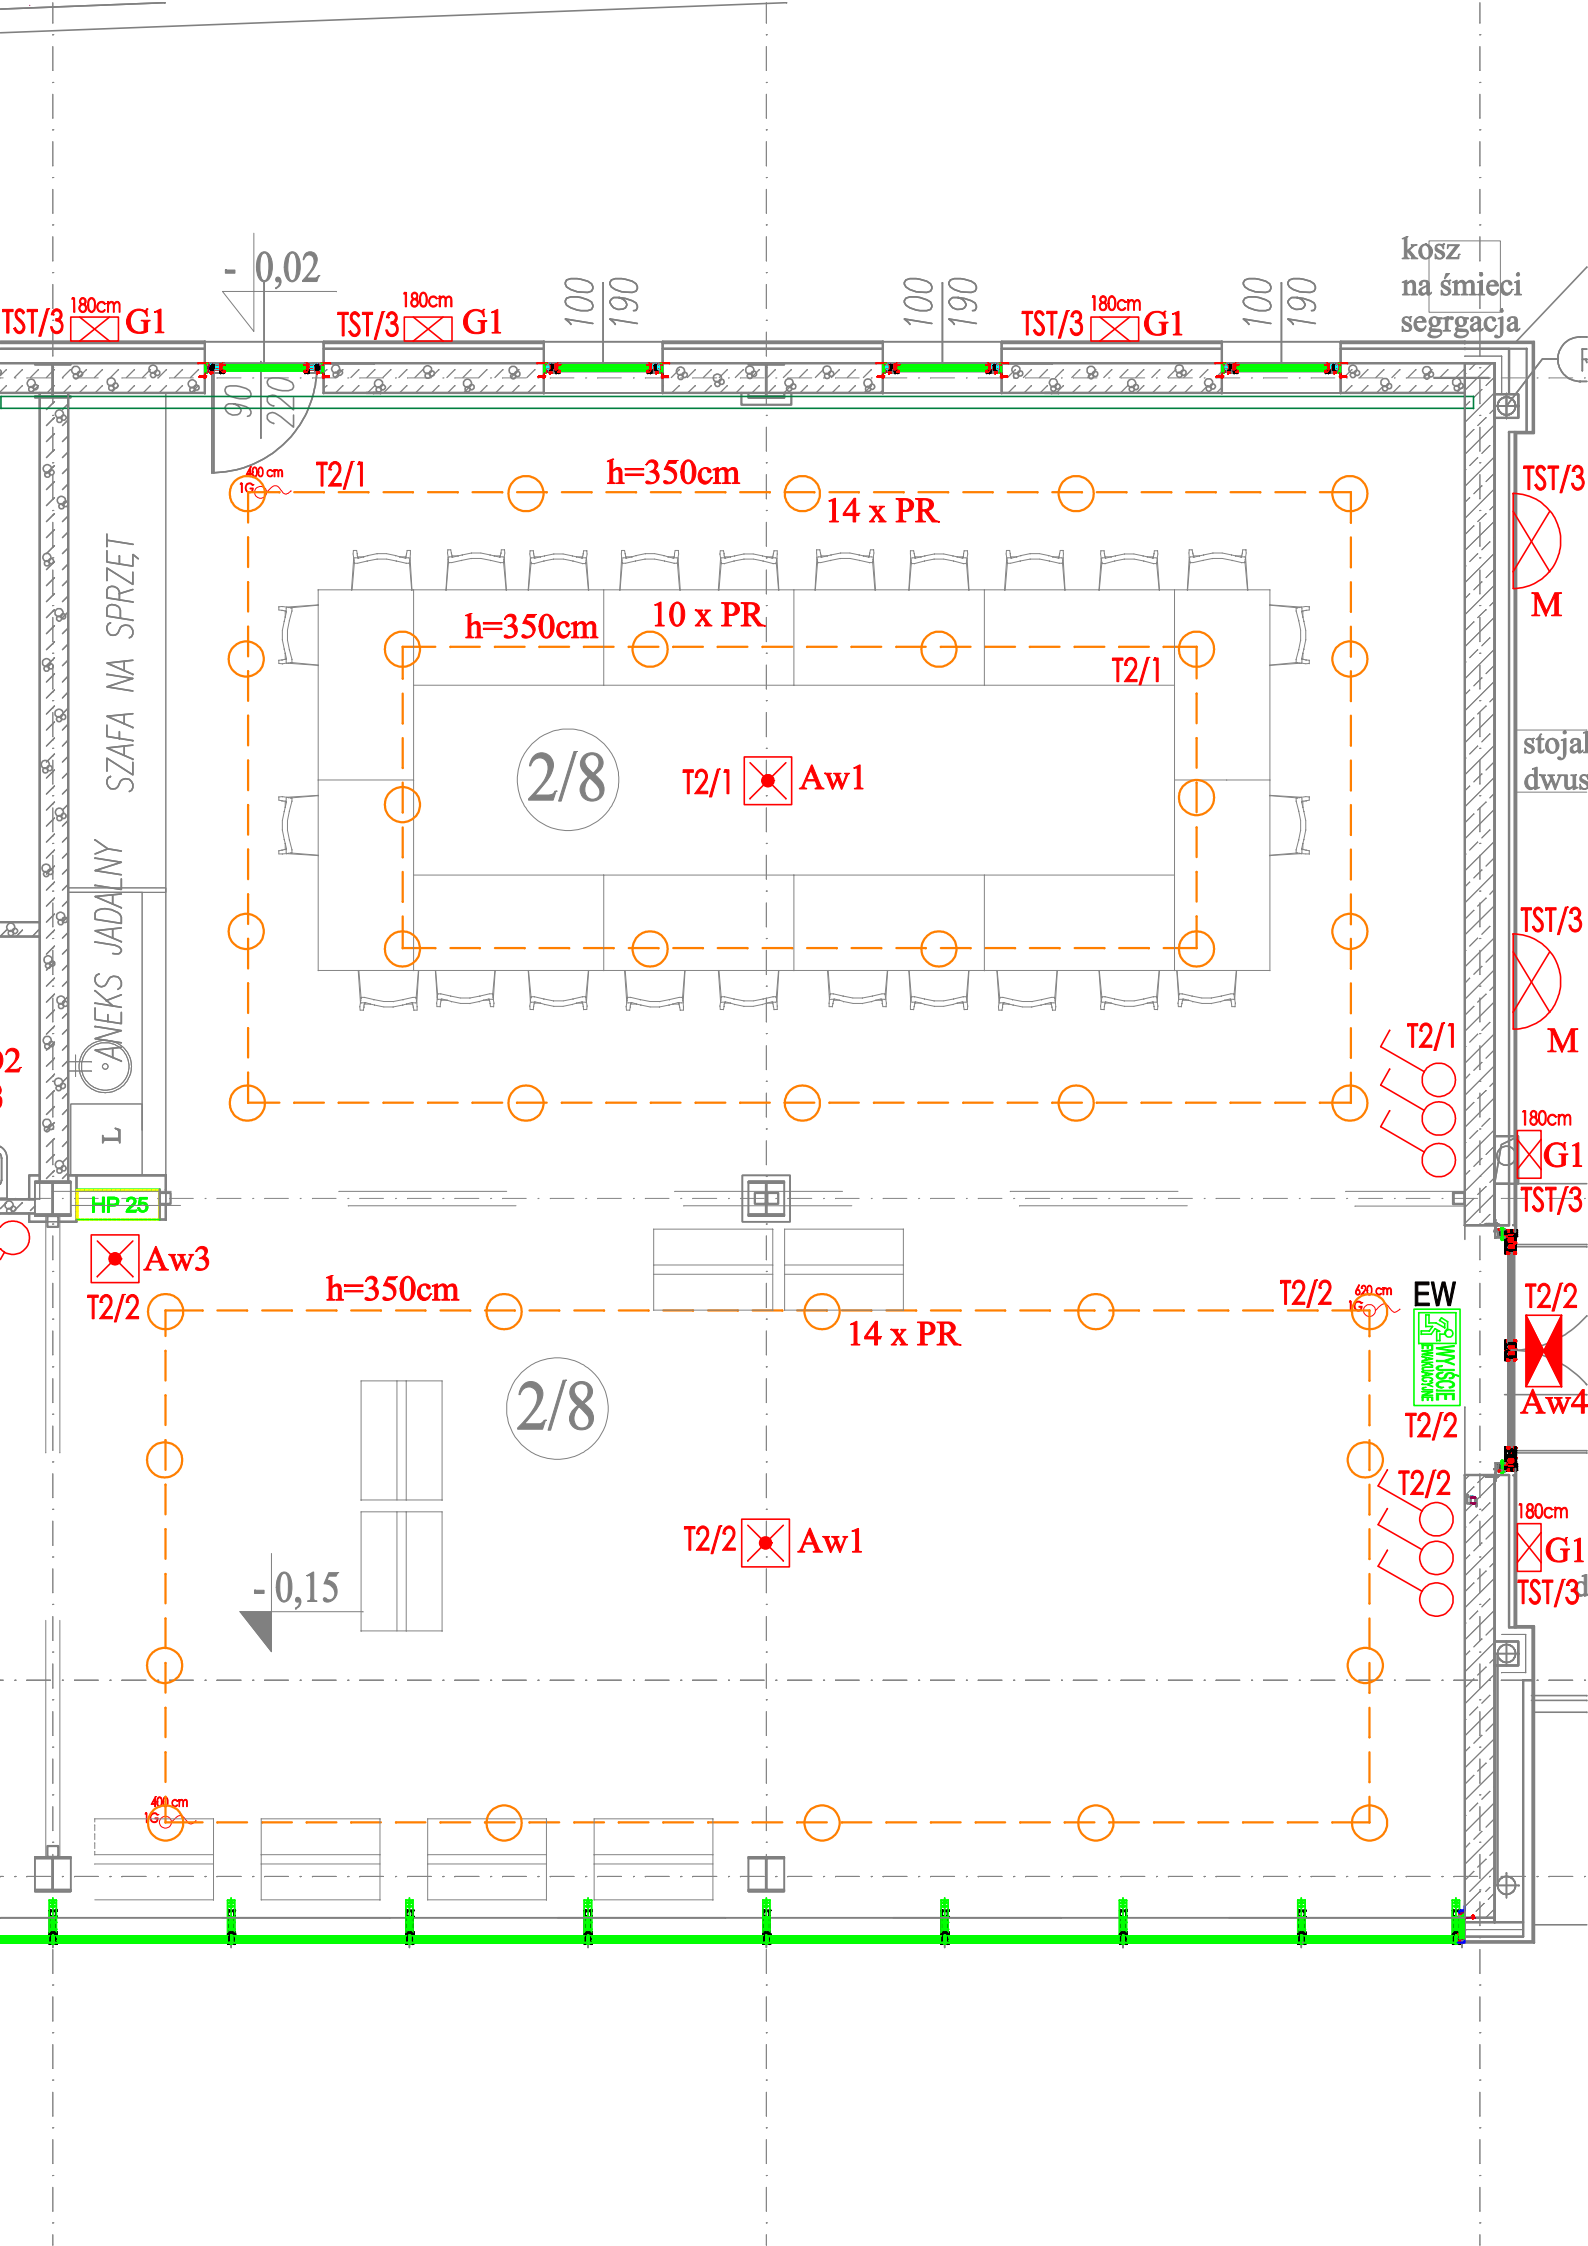 - 0,02
kosz
na śmieci
segrgacja
TST/3
180cm
G1
TST/3
180cm
G1
100
190
100
190
TST/3
180cm
G1
100
190
90
220
400 cm
1G
T2/1
h=350cm
14 x PR
TST/3
M
SZAFA NA SPRZĘT
h=350cm
10 x PR
T2/1
2/8
T2/1
Aw1
ANEKS JADALNY
TST/3
M
T2/1
L
180cm
G1
TST/3
HP 25
Aw3
T2/2
h=350cm
14 x PR
T2/2
620 cm
1G
EW
WYJŚCIE
EWAKUACYJNE
T2/2
T2/2
Aw4
2/8
T2/2
T2/2
Aw1
180cm
G1
TST/3
- 0,15
400 cm
1G